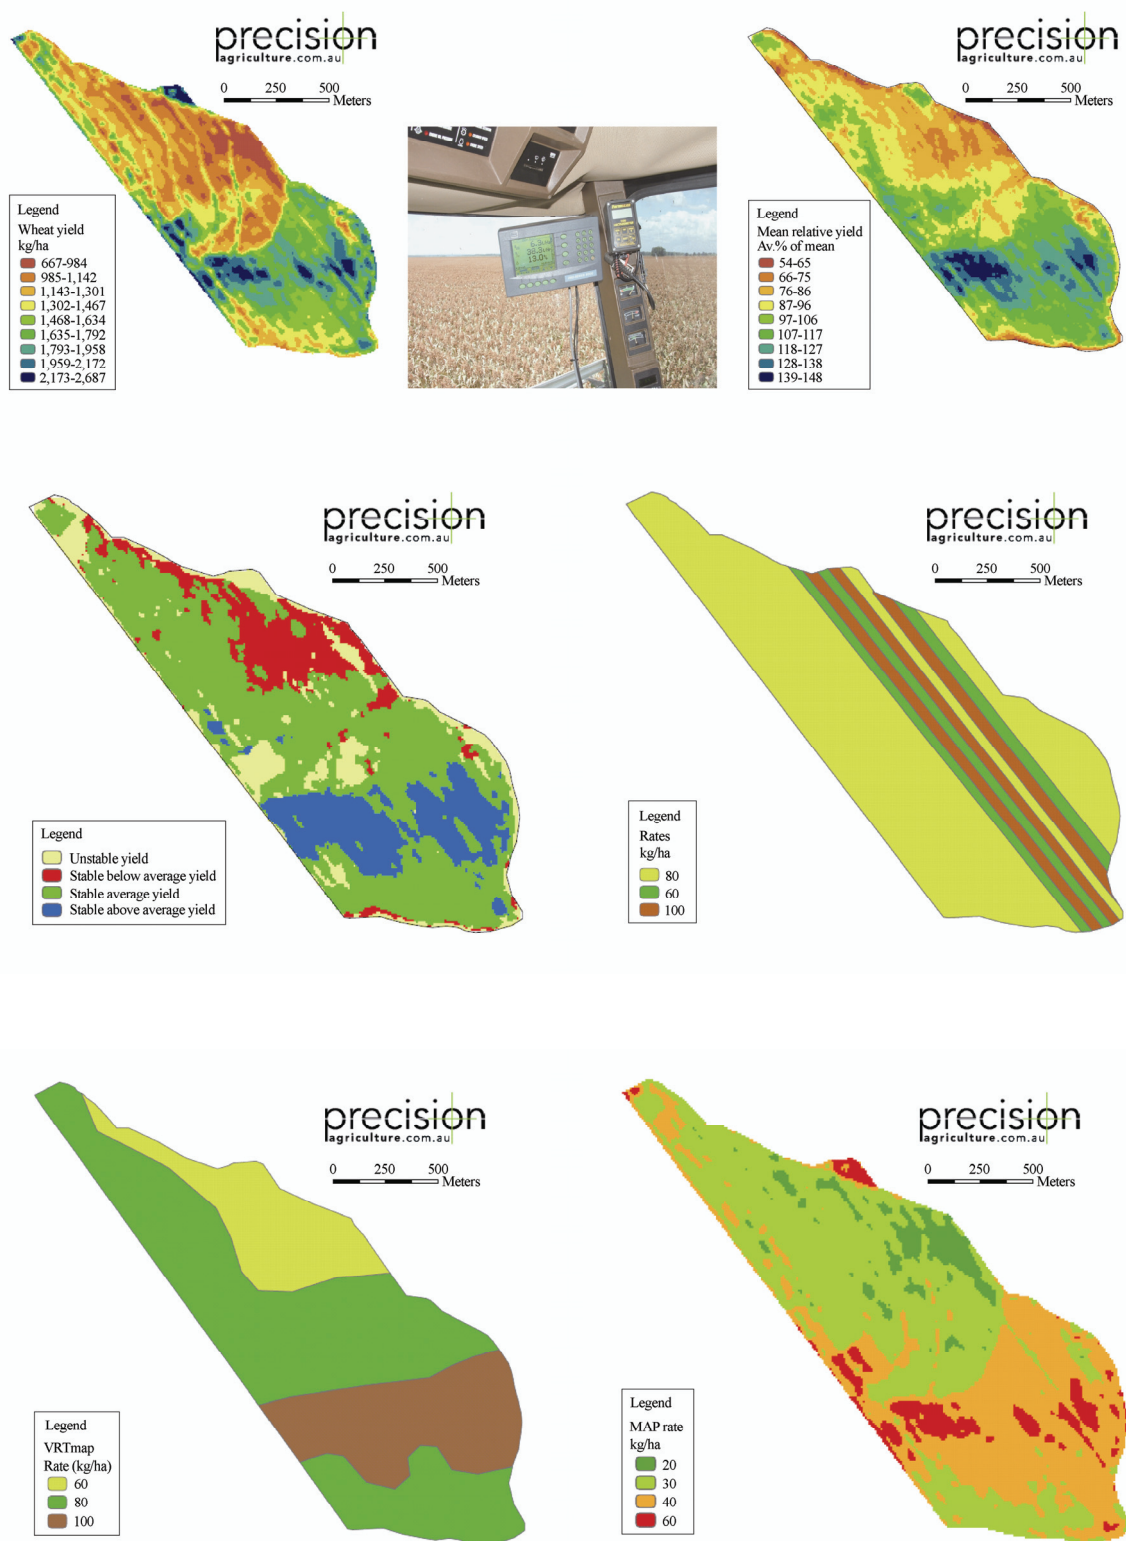 precision
agriculture.com.au
0 250 500
Meters
Legend
Wheat yield
kg/ha
667-984
985-1,142
1,143-1,301
1,302-1,467
1,468-1,634
1,635-1,792
1,793-1,958
1,959-2,172
2,173-2,687
13.0%
precision
agriculture.com.au
0 250 500
Meters
Legend
Mean relative yield
Av.% of mean
54-65
66-75
76-86
87-96
97-106
107-117
118-127
128-138
139-148
precision
agriculture.com.au
0 250 500
Meters
Legend
Unstable yield
Stable below average yield
Stable average yield
Stable above average yield
precision
agriculture.com.au
0 250 500
Meters
Legend
Rates
kg/ha
80
60
100
precision
agriculture.com.au
0 250 500
Meters
Legend
VRTmap
Rate (kg/ha)
60
80
100
precision
agriculture.com.au
0 250 500
Meters
Legend
MAP rate
kg/ha
20
30
40
60